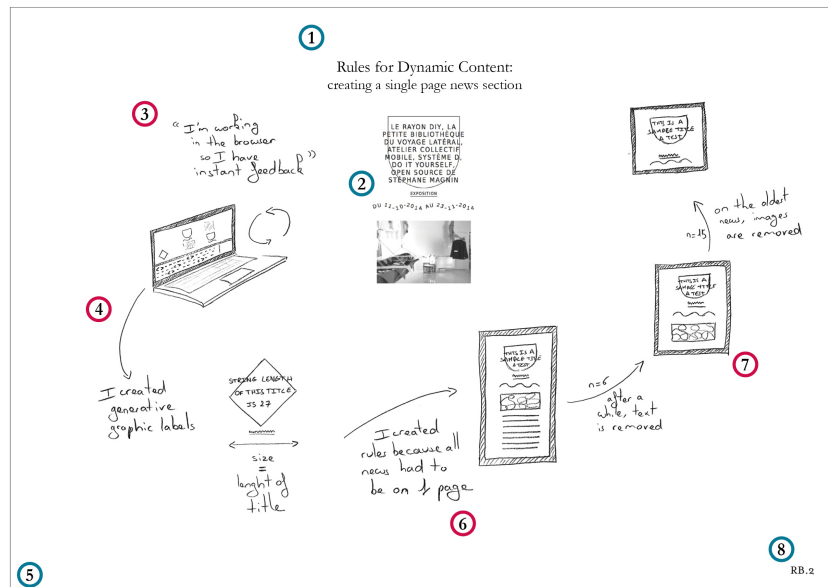 1
Rules for Dynamic Content:
creating a single page news section
3
“I'm working
in the browser
so I have
instant feedback”
2
LE RAYON DIY, LA
PETITE BIBLIOTHÈQUE
DU VOYAGE LATÉRAL,
ATELIER COLLECTIF
MOBILE, SYSTÈME D,
DO IT YOURSELF,
OPEN SOURCE DE
STÉPHANE MAGNIN
EXPOSITION
DU 11-10-2014 AU 23-11-2014
THIS IS A
SAMPLE TITLE
A TEST
n=15
on the oldest
news, images
are removed
4
I created
generative
graphic labels
STRING LENGTH
OF THIS TITLE
IS 27
size
=
lenght of
title
I created
rules because all
news had to
be on 1 page
6
THIS IS A
SAMPLE TITLE
A TEST
n=6
after a
while, text
is removed
THIS IS A
SAMPLE TITLE
A TEST
7
5
8
RB.2